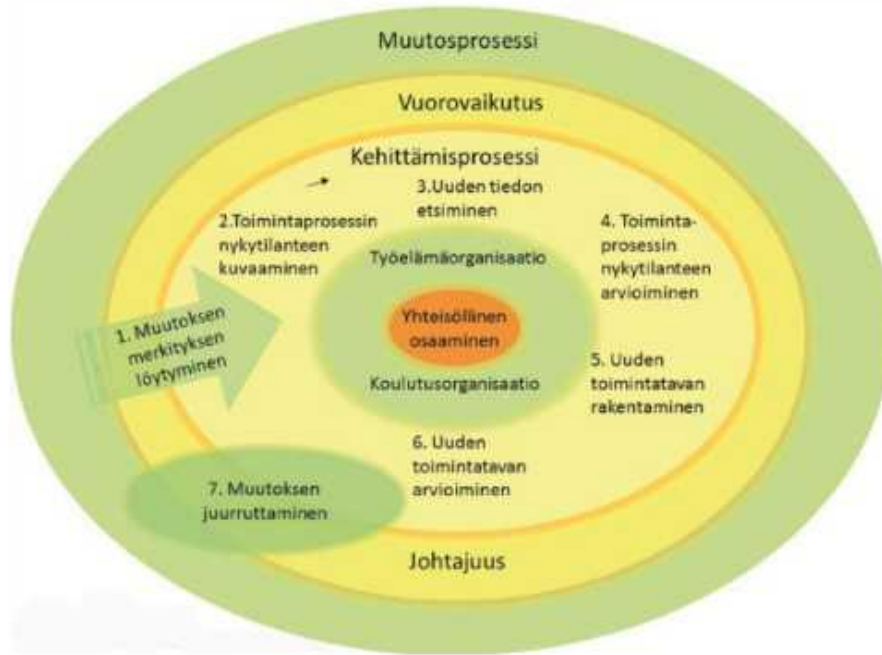 Muutosprosessi
Vuorovaikutus
Kehittämisprosessi
3.Uuden tiedon
etsiminen
2.Toimintaprosessin
nykytilanteen
kuvaaminen
4. Toiminta-
prosessin
nykytilanteen
arvioiminen
Työelämäorganisaatio
1. Muutoksen
merkityksen
löytyminen
Yhteisöllinen
osaaminen
Koulutusorganisaatio
5. Uuden
toimintatavan
rakentaminen
6. Uuden
toimintatavan
arvioiminen
7. Muutoksen
juurruttaminen
Johtajuus